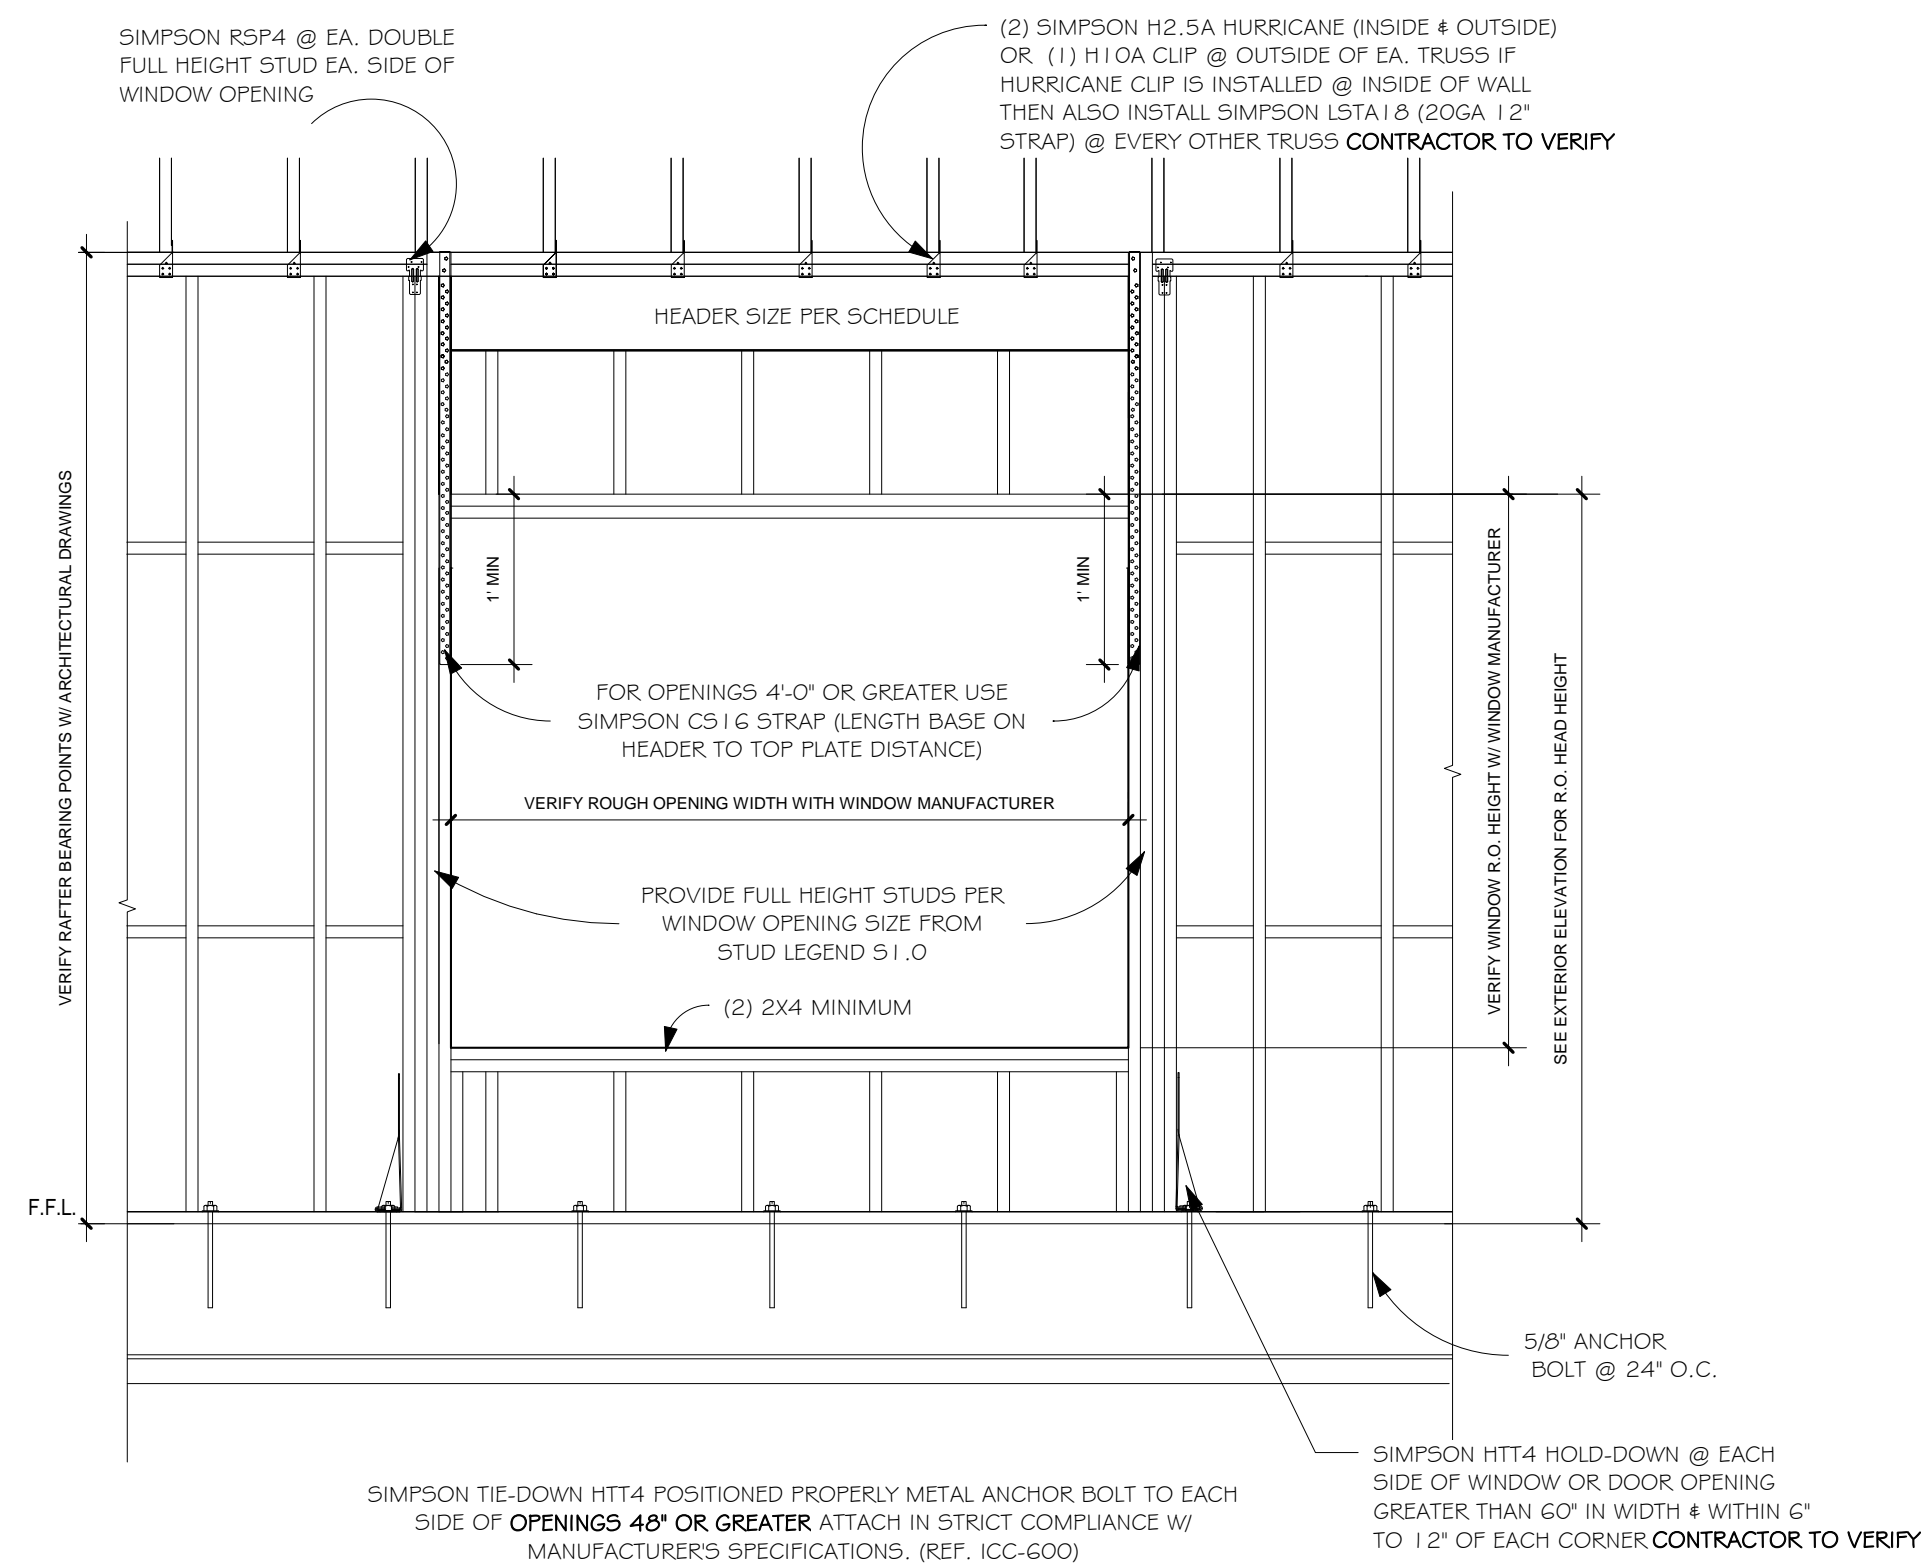 SIMPSON RSP4 @ EA. DOUBLE
FULL HEIGHT STUD EA. SIDE OF
WINDOW OPENING
(2) SIMPSON H2.5A HURRICANE (INSIDE & OUTSIDE)
OR (1) H10A CLIP @ OUTSIDE OF EA. TRUSS IF
HURRICANE CLIP IS INSTALLED @ INSIDE OF WALL
THEN ALSO INSTALL SIMPSON LSTA18 (20GA 12"
STRAP) @ EVERY OTHER TRUSS CONTRACTOR TO VERIFY
HEADER SIZE PER SCHEDULE
VERIFY RAFTER BEARING POINTS W/ ARCHITECTURAL DRAWINGS
1' MIN
1' MIN
VERIFY WINDOW R.O. HEIGHT W/ WINDOW MANUFACTURER
SEE EXTERIOR ELEVATION FOR R.O. HEAD HEIGHT
FOR OPENINGS 4'-0" OR GREATER USE
SIMPSON CS16 STRAP (LENGTH BASE ON
HEADER TO TOP PLATE DISTANCE)
VERIFY ROUGH OPENING WIDTH WITH WINDOW MANUFACTURER
PROVIDE FULL HEIGHT STUDS PER
WINDOW OPENING SIZE FROM
STUD LEGEND S1.0
(2) 2X4 MINIMUM
F.F.L.
5/8" ANCHOR
BOLT @ 24" O.C.
SIMPSON HTT4 HOLD-DOWN @ EACH
SIDE OF WINDOW OR DOOR OPENING
GREATER THAN 60" IN WIDTH & WITHIN 6"
TO 12" OF EACH CORNER CONTRACTOR TO VERIFY
SIMPSON TIE-DOWN HTT4 POSITIONED PROPERLY METAL ANCHOR BOLT TO EACH
SIDE OF OPENINGS 48" OR GREATER ATTACH IN STRICT COMPLIANCE W/
MANUFACTURER'S SPECIFICATIONS. (REF. ICC-600)